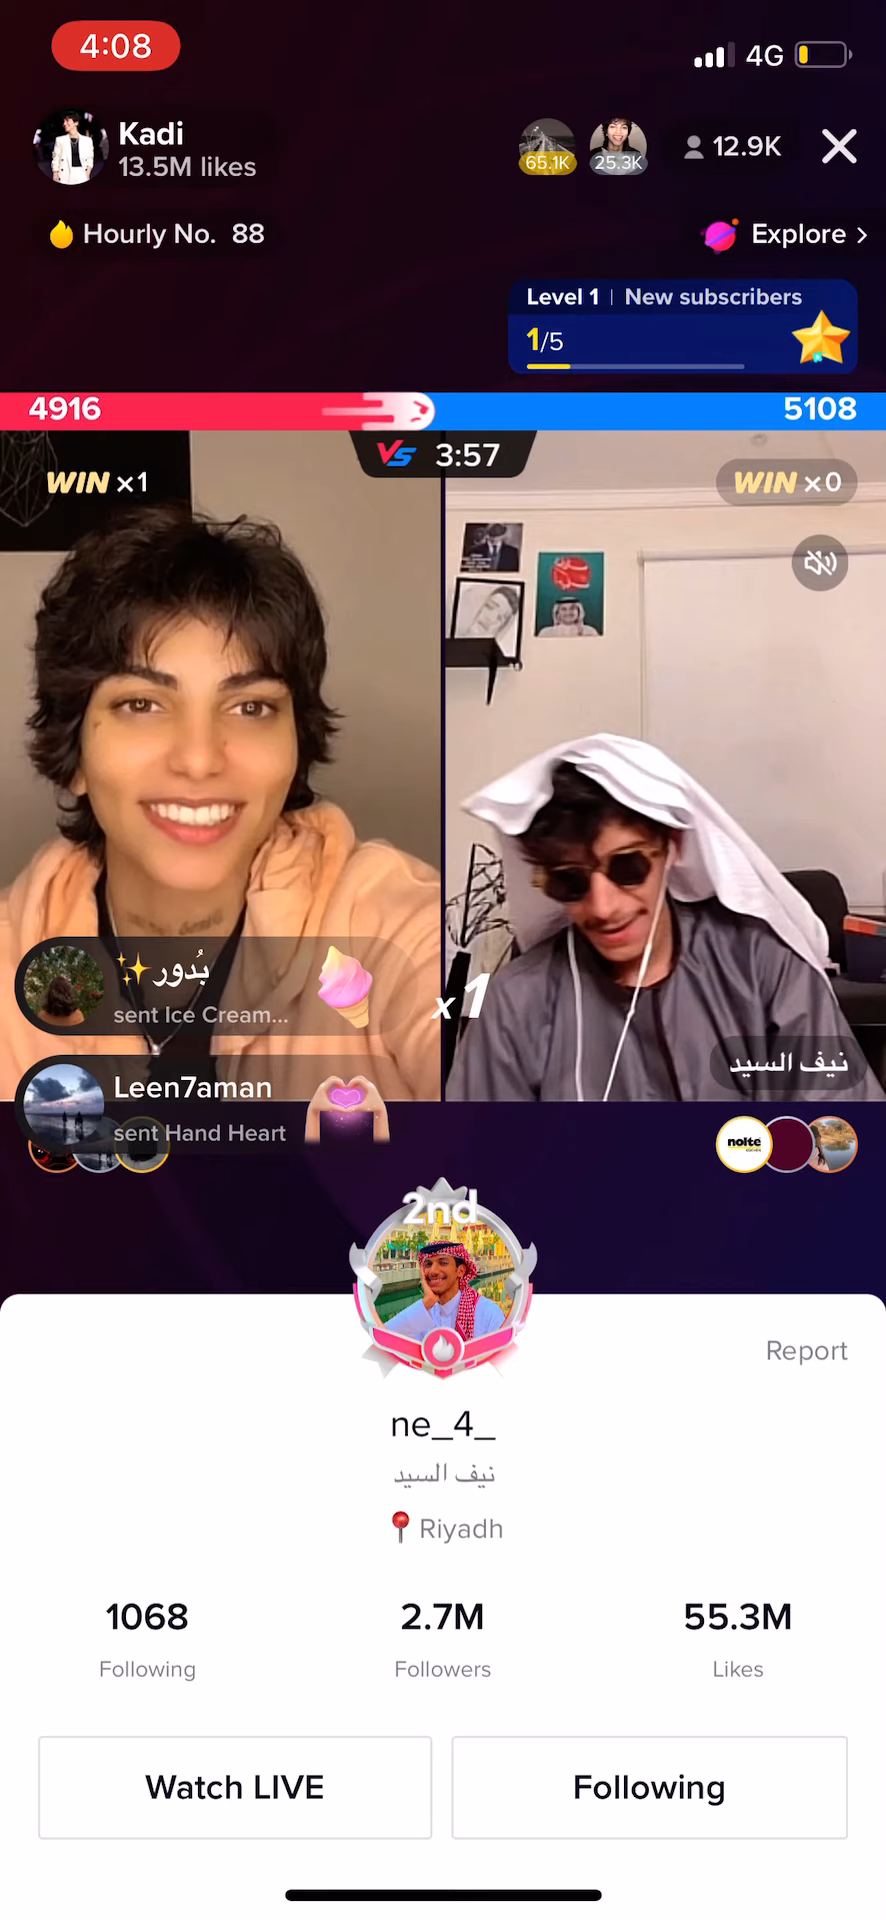 4:08
4G
Kadi
13.5M likes
65.1K
25.3K
12.9K
Hourly No. 88
Explore >
Level 1 | New subscribers
1/5
4916
5108
VS 3:57
WIN x1
WIN x0
بُدور✨
sent Ice Cream...
x1
نيف السيد
Leen7aman
sent Hand Heart
nolte
2nd
Report
ne_4_
نيف السيد
Riyadh
1068
2.7M
55.3M
Following
Followers
Likes
Watch LIVE
Following